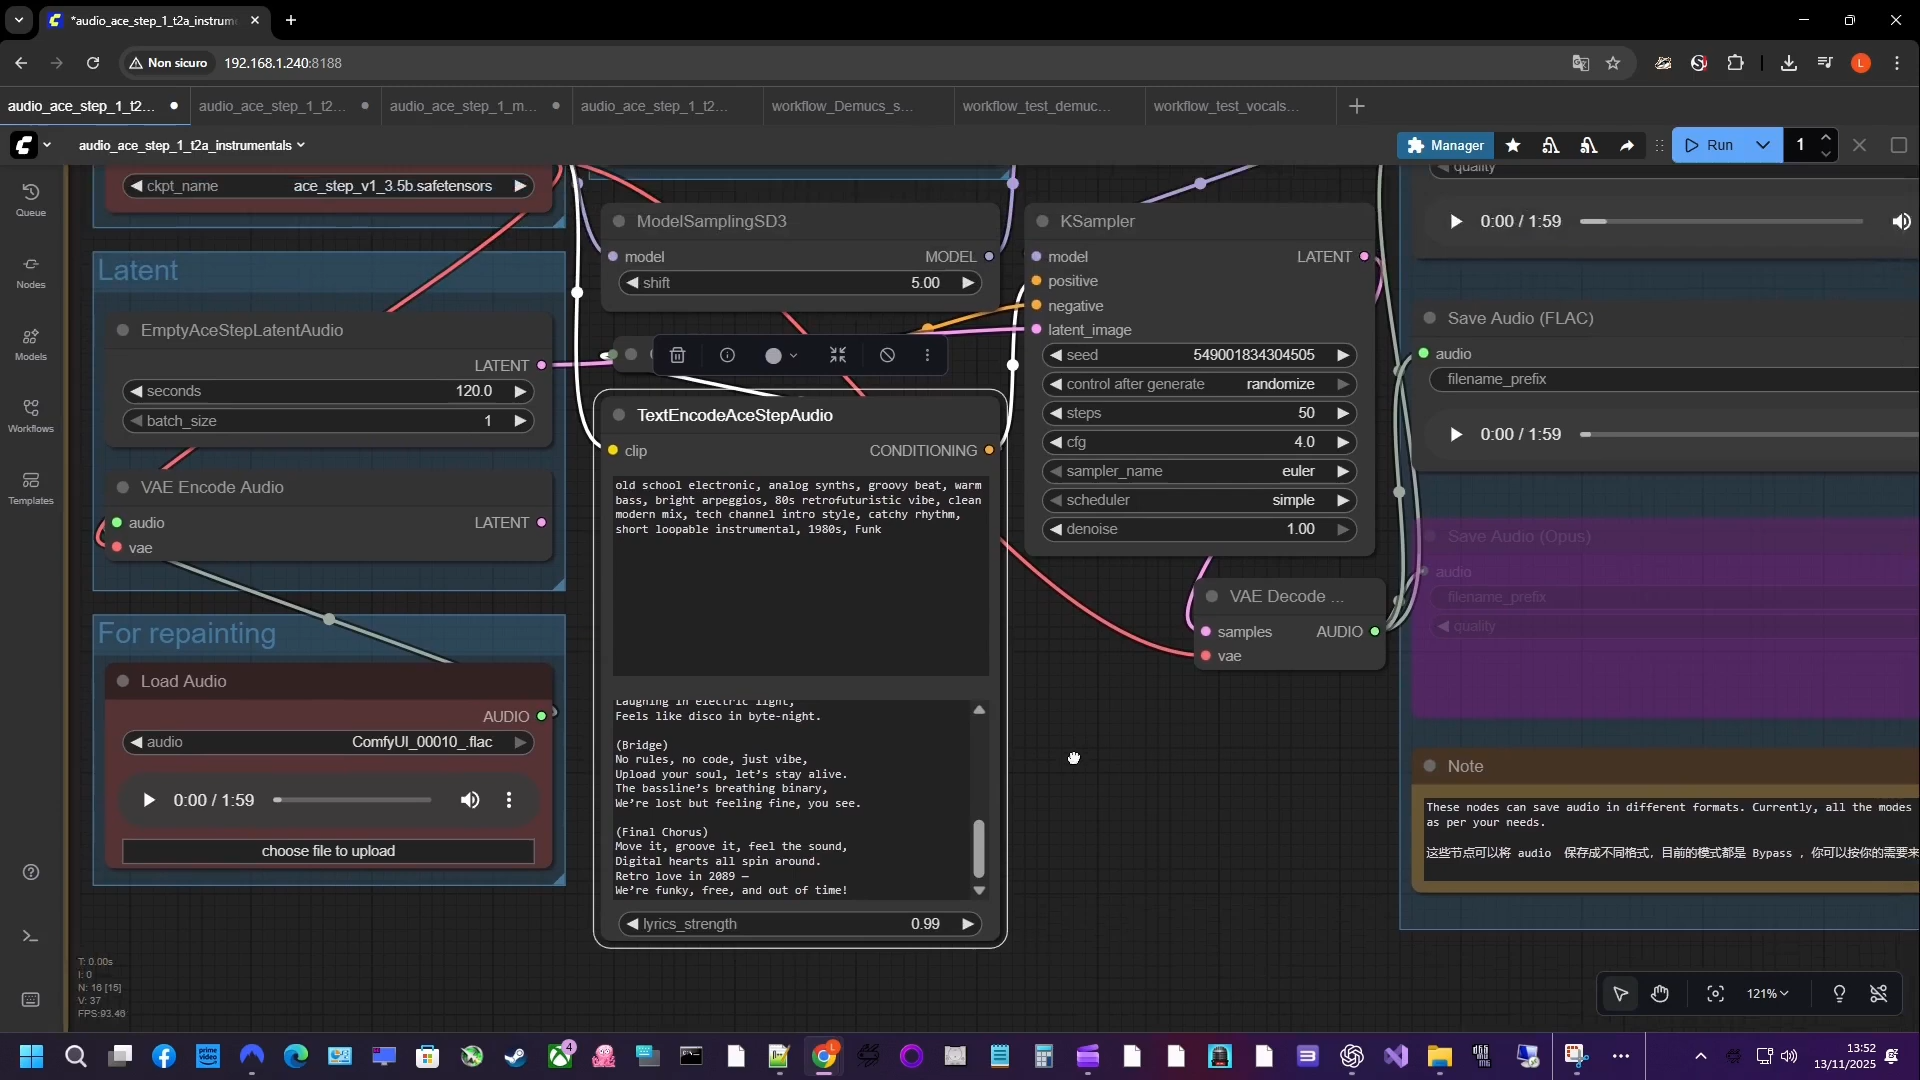 *audio_ace_step_1_t2a_instrum
Non sicuro
192.168.1.240:8188
audio_ace_step_1_t2...
audio_ace_step_1_t2...
audio_ace_step_1_m...
audio_ace_step_1_t2...
workflow_Demucs_s...
workflow_test_demuc...
workflow_test_vocals...
audio_ace_step_1_t2a_instrumentals
Manager
Run
1
Queue
Nodes
Models
Workflows
Templates
ckpt_name
ace_step_v1_3.5b.safetensors
Latent
EmptyAceStepLatentAudio
LATENT
seconds
120.0
batch_size
1
VAE Encode Audio
audio
LATENT
vae
For repainting
Load Audio
AUDIO
audio
ComfyUI_00010_.flac
0:00 / 1:59
choose file to upload
ModelSamplingSD3
model
MODEL
shift
5.00
TextEncodeAceStepAudio
clip
CONDITIONING
old school electronic, analog synths, groovy beat, warm
bass, bright arpeggios, 80s retrofuturistic vibe, clean
modern mix, tech channel intro style, catchy rhythm,
short loopable instrumental, 1980s, Funk
Laughing in electric light,
Feels like disco in byte-night.
(Bridge)
No rules, no code, just vibe,
Upload your soul, let’s stay alive.
The bassline’s breathing binary,
We’re lost but feeling fine, you see.
(Final Chorus)
Move it, groove it, feel the sound,
Digital hearts all spin around.
Retro love in 2089 —
We’re funky, free, and out of time!
lyrics_strength
0.99
KSampler
model
LATENT
positive
negative
latent_image
seed
549001834304505
control after generate
randomize
steps
50
cfg
4.0
sampler_name
euler
scheduler
simple
denoise
1.00
VAE Decode ...
samples
AUDIO
vae
quality
0:00 / 1:59
Save Audio (FLAC)
audio
filename_prefix
0:00 / 1:59
Save Audio (Opus)
audio
filename_prefix
quality
Note
These nodes can save audio in different formats. Currently, all the modes
as per your needs.
这些节点可以将 audio 保存成不同格式，目前的模式都是 Bypass ，你可以按你的需要来
T: 0.00s
I: 0
N: 16 [15]
V: 37
FPS:93.46
121%
4
13:52
13/11/2025